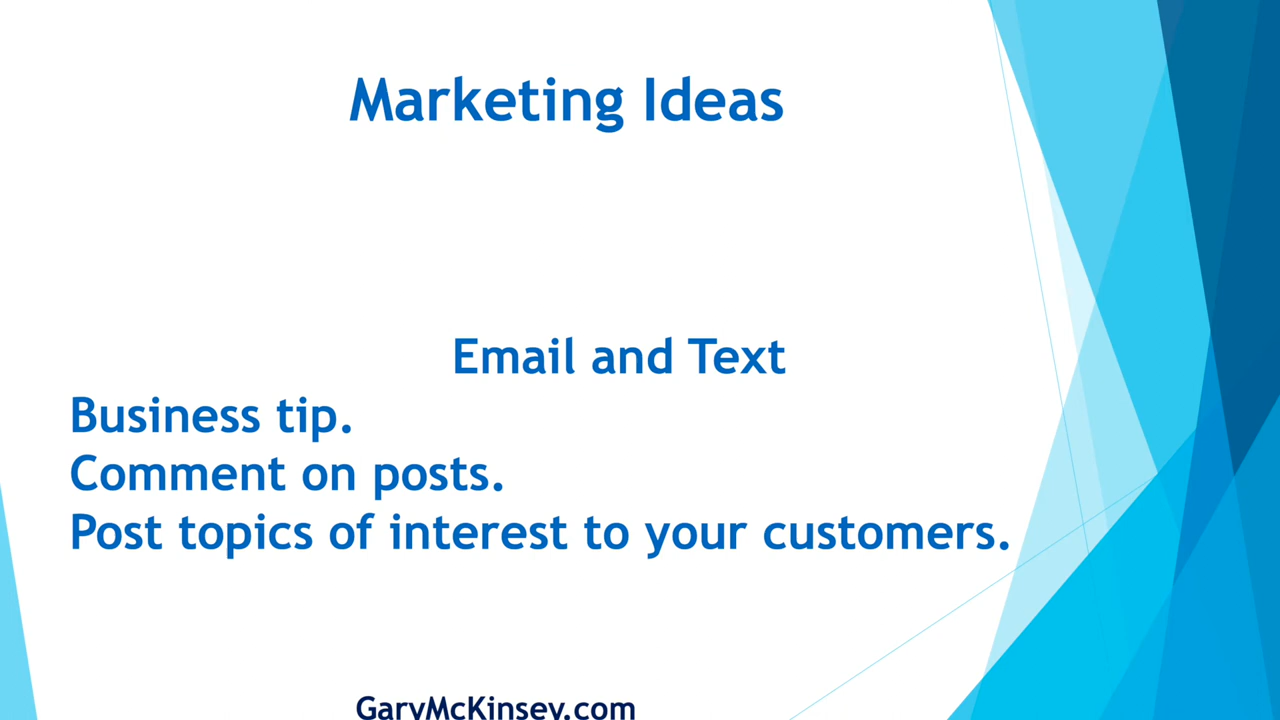 Marketing Ideas
Email and Text
Business tip.
Comment on posts.
Post topics of interest to your customers.
GaryMcKinsey.com